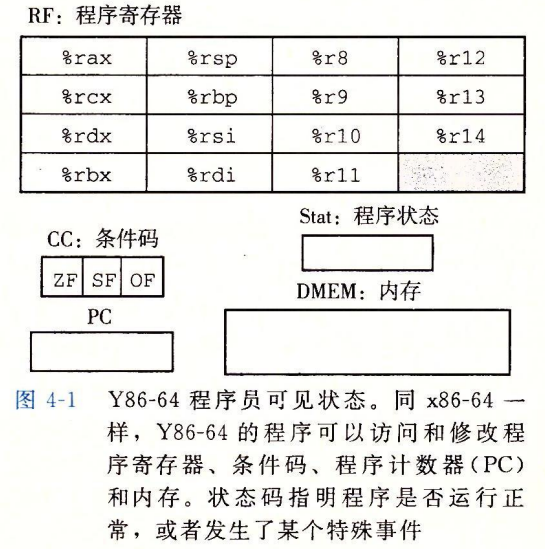 RF：程序寄存器
%rax %rsp %r8 %r12
%rcx %rbp %r9 %r13
%rdx %rsi %r10 %r14
%rbx %rdi %r11
Stat：程序状态
CC：条件码
ZF SF OF
DMEM：内存
PC
图 4-1 Y86-64 程序员可见状态。同 x86-64 一
样，Y86-64 的程序可以访问和修改程
序寄存器、条件码、程序计数器(PC)
和内存。状态码指明程序是否运行正
常，或者发生了某个特殊事件